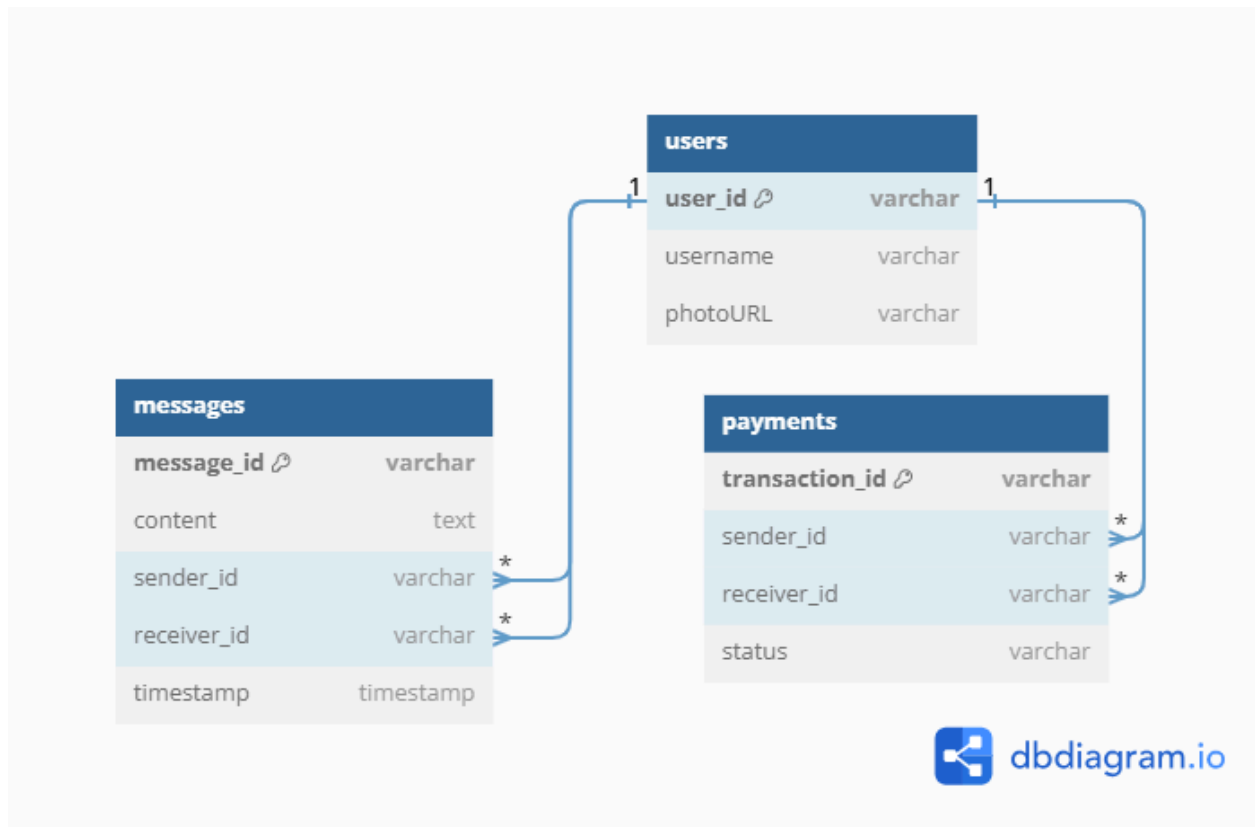 users
1
user_id varchar
1
username varchar
photoURL varchar
messages
message_id varchar
content text
sender_id varchar
*
receiver_id varchar
*
timestamp timestamp
payments
transaction_id varchar
sender_id varchar
*
receiver_id varchar
*
status varchar
dbdiagram.io